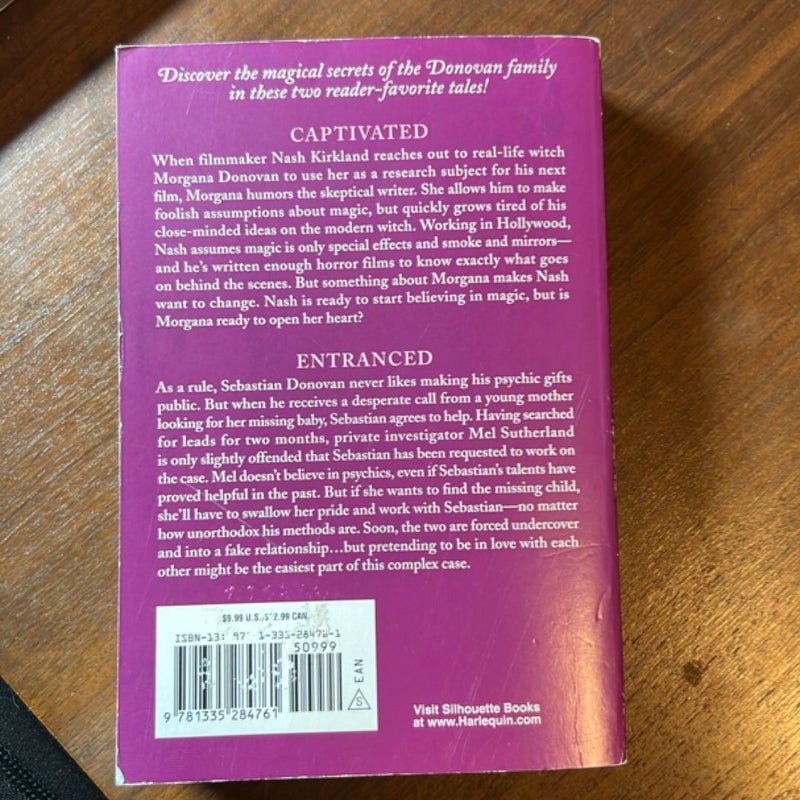 Discover the magical secrets of the Donovan family
in these two reader-favorite tales!
CAPTIVATED
When filmmaker Nash Kirkland reaches out to real-life witch
Morgana Donovan to use her as a research subject for his next
film, Morgana humors the skeptical writer. She allows him to make
foolish assumptions about magic, but quickly grows tired of his
close-minded ideas on the modern witch. Working in Hollywood,
Nash assumes magic is only special effects and smoke and mirrors—
and he's written enough horror films to know exactly what goes
on behind the scenes. But something about Morgana makes Nash
want to change. Nash is ready to start believing in magic, but is
Morgana ready to open her heart?
ENTRANCED
As a rule, Sebastian Donovan never likes making his psychic gifts
public. But when he receives a desperate call from a young mother
looking for her missing baby, Sebastian agrees to help. Having searched
for leads for two months, private investigator Mel Sutherland
is only slightly offended that Sebastian has been requested to work on
the case. Mel doesn't believe in psychics, even if Sebastian's talents have
proved helpful in the past. But if she wants to find the missing child,
she'll have to swallow her pride and work with Sebastian—no matter
how unorthodox his methods are. Soon, the two are forced undercover
and into a fake relationship...but pretending to be in love with each
other might be the easiest part of this complex case.
$9.99 U.S. 2.99 CAN.
ISBN-13: 97 1-335-28476-1
50999
EAN
S
9 781335 284761
Visit Silhouette Books
at www.Harlequin.com